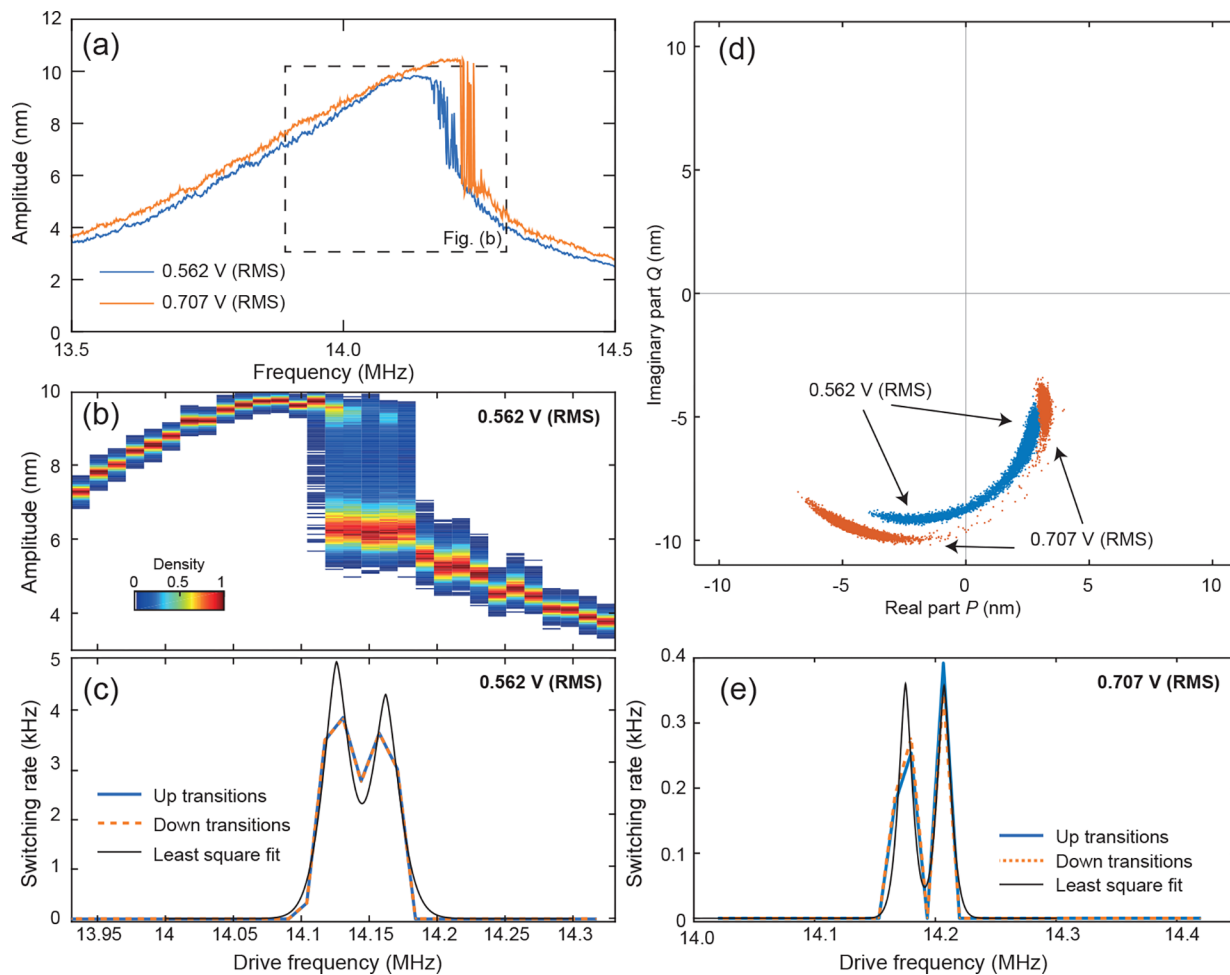 (a)
12
10
8
6
4
2
0
Amplitude (nm)
Fig. (b)
0.562 V (RMS)
0.707 V (RMS)
13.5
14.0
14.5
Frequency (MHz)
(b)
0.562 V (RMS)
10
8
6
4
Amplitude (nm)
Density
0
0.5
1
(c)
0.562 V (RMS)
5
4
3
2
1
0
Switching rate (kHz)
Up transitions
Down transitions
Least square fit
13.95
14
14.05
14.1
14.15
14.2
14.25
14.3
Drive frequency (MHz)
(d)
10
5
0
-5
-10
Imaginary part Q (nm)
0.562 V (RMS)
0.707 V (RMS)
-10
-5
0
5
10
Real part P (nm)
(e)
0.707 V (RMS)
0.4
0.3
0.2
0.1
0
Switching rate (kHz)
Up transitions
Down transitions
Least square fit
14.0
14.1
14.2
14.3
14.4
Drive frequency (MHz)